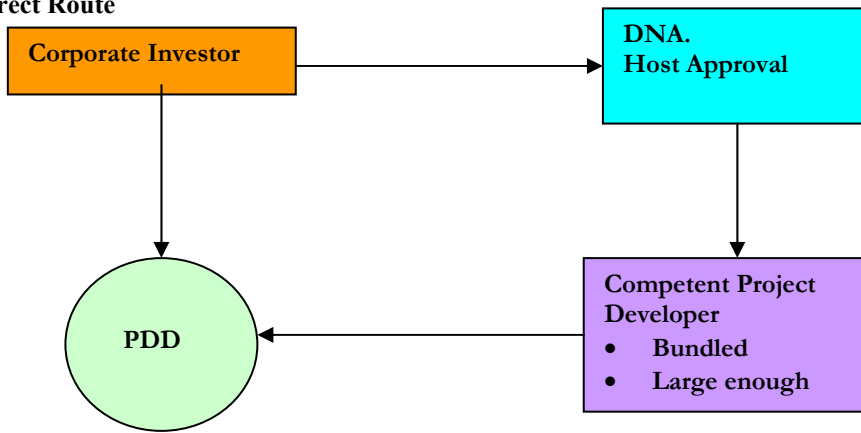 rect Route
Corporate Investor
DNA.
Host Approval
PDD
Competent Project
Developer
• Bundled
• Large enough